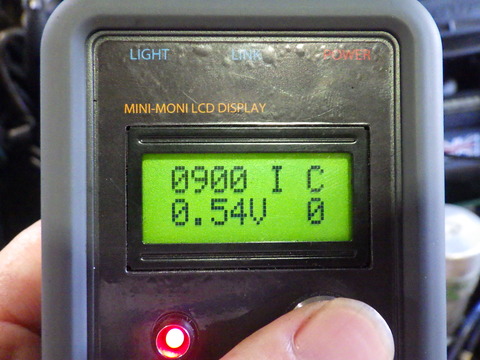 LIGHT LINK POWER
MINI-MONI LCD DISPLAY
0900 I C
0.54V 0